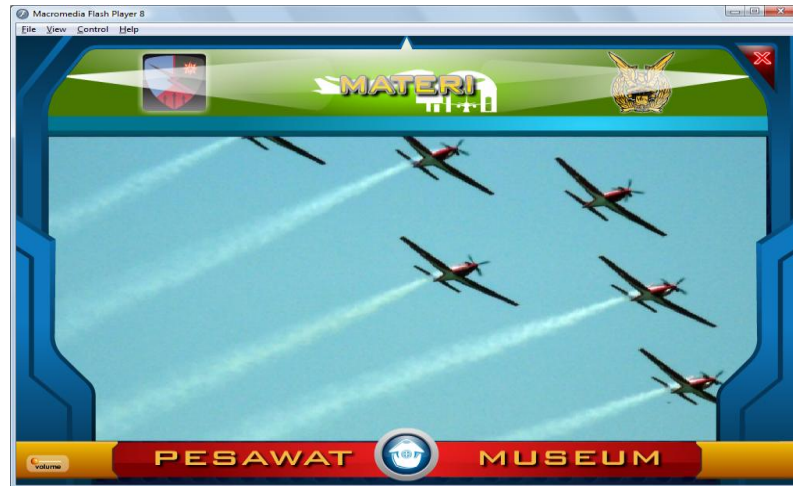 Macromedia Flash Player 8
File View Control Help
MATERI
volume
PESAWAT MUSEUM